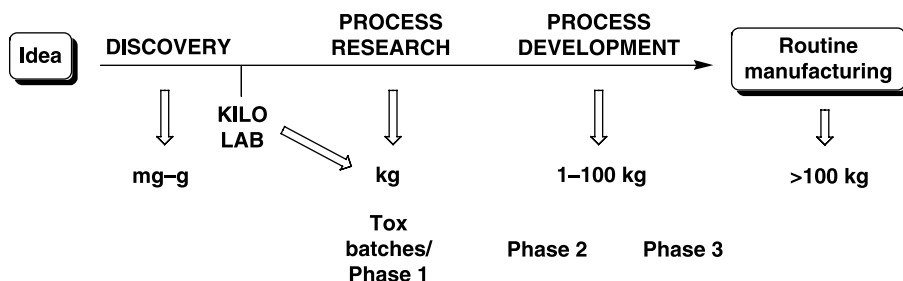 Idea
DISCOVERY
PROCESS
RESEARCH
PROCESS
DEVELOPMENT
Routine
manufacturing
KILO
LAB
mg–g
kg
1–100 kg
>100 kg
Tox
batches/
Phase 1
Phase 2
Phase 3